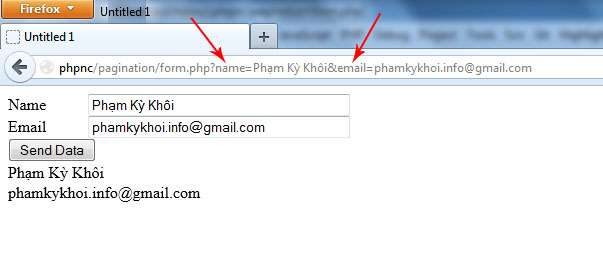 Firefox
Untitled 1
Untitled 1
phpnc/pagination/form.php?name=Phạm Kỳ Khôi&email=phamkykhoi.info@gmail.com
Name Phạm Kỳ Khôi
Email phamkykhoi.info@gmail.com
Send Data
Phạm Kỳ Khôi
phamkykhoi.info@gmail.com